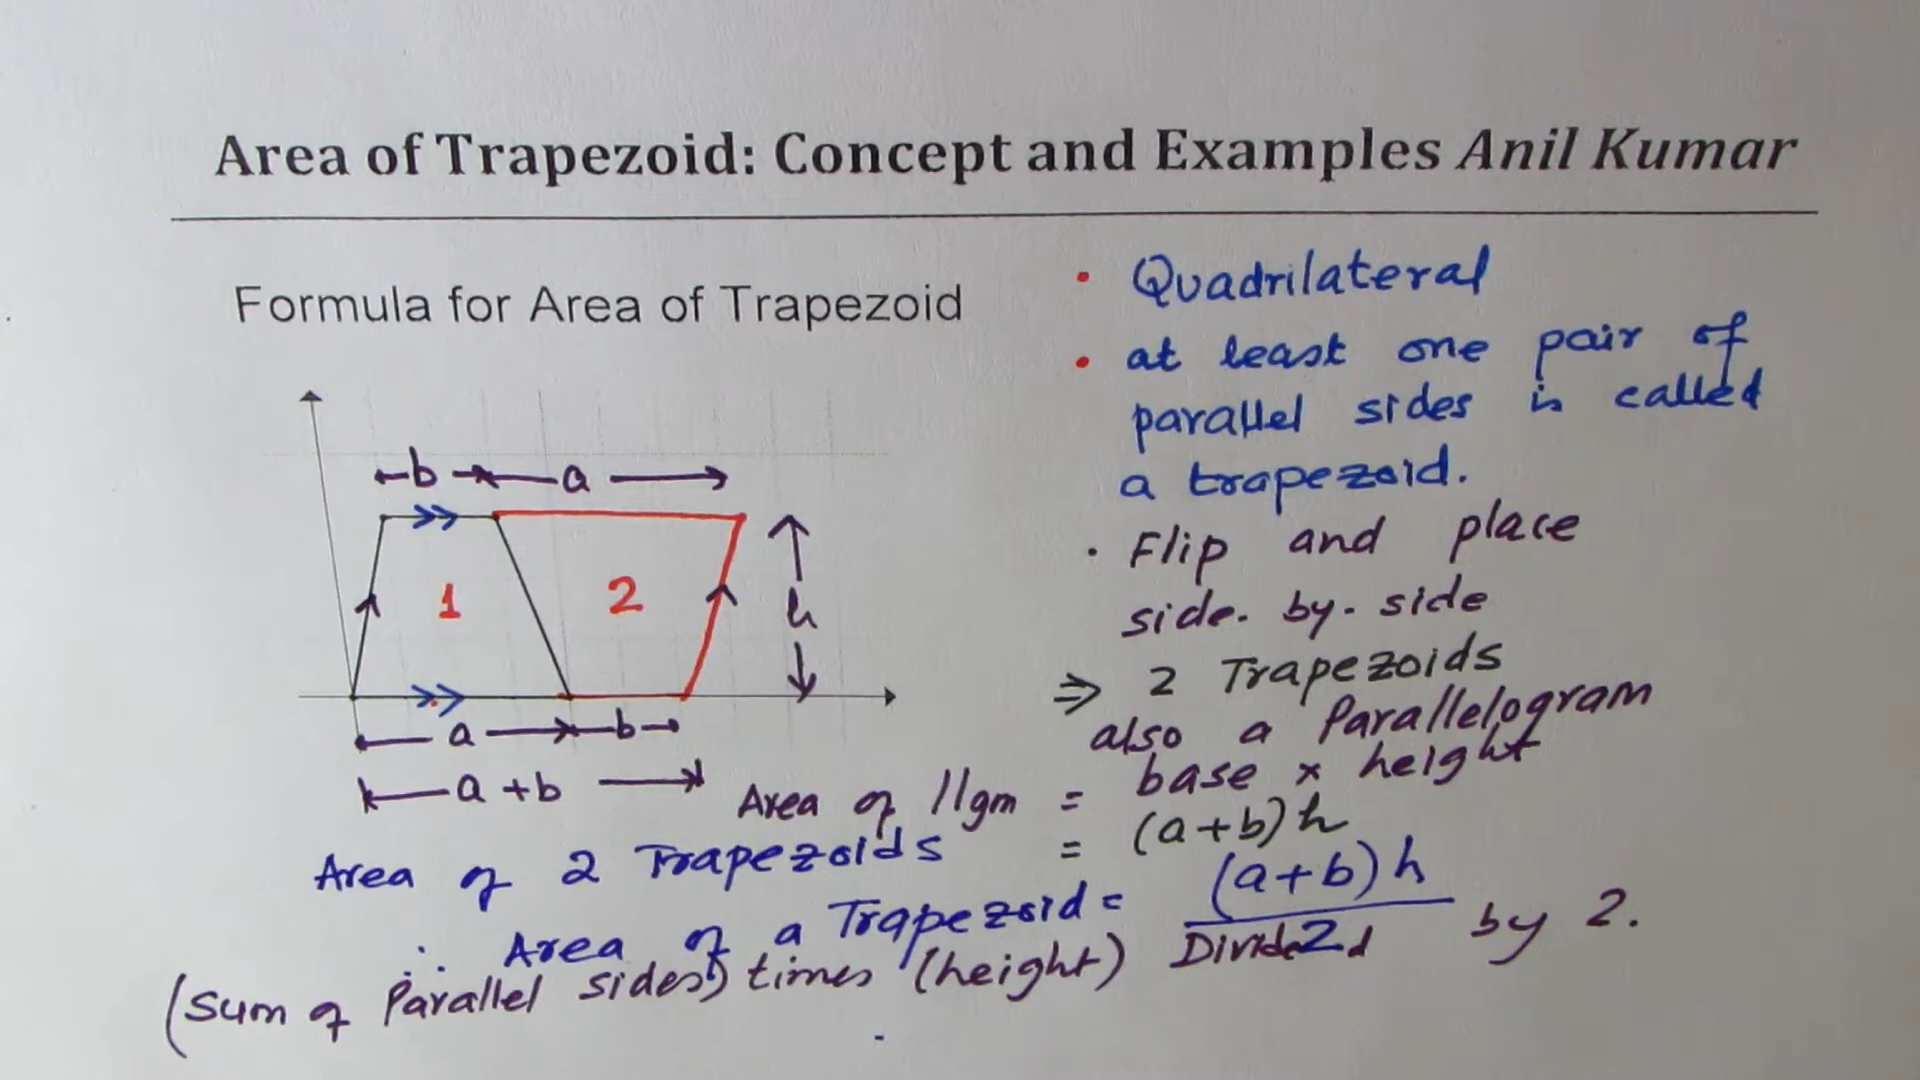 Area of Trapezoid: Concept and Examples Anil Kumar
Formula for Area of Trapezoid
• Quadrilateral
• at least one pair of
parallel sides is called
a trapezoid.
• Flip and place
side. by. side
⇒ 2 Trapezoids
also a Parallelogram
b a
1 2 h
a b
a + b
Area of ||gm = base × height
Area of 2 Trapezoids = (a+b)h
∴ Area of a Trapezoid = (a+b)h / 2
(Sum of Parallel sides) times (height) Divided by 2.